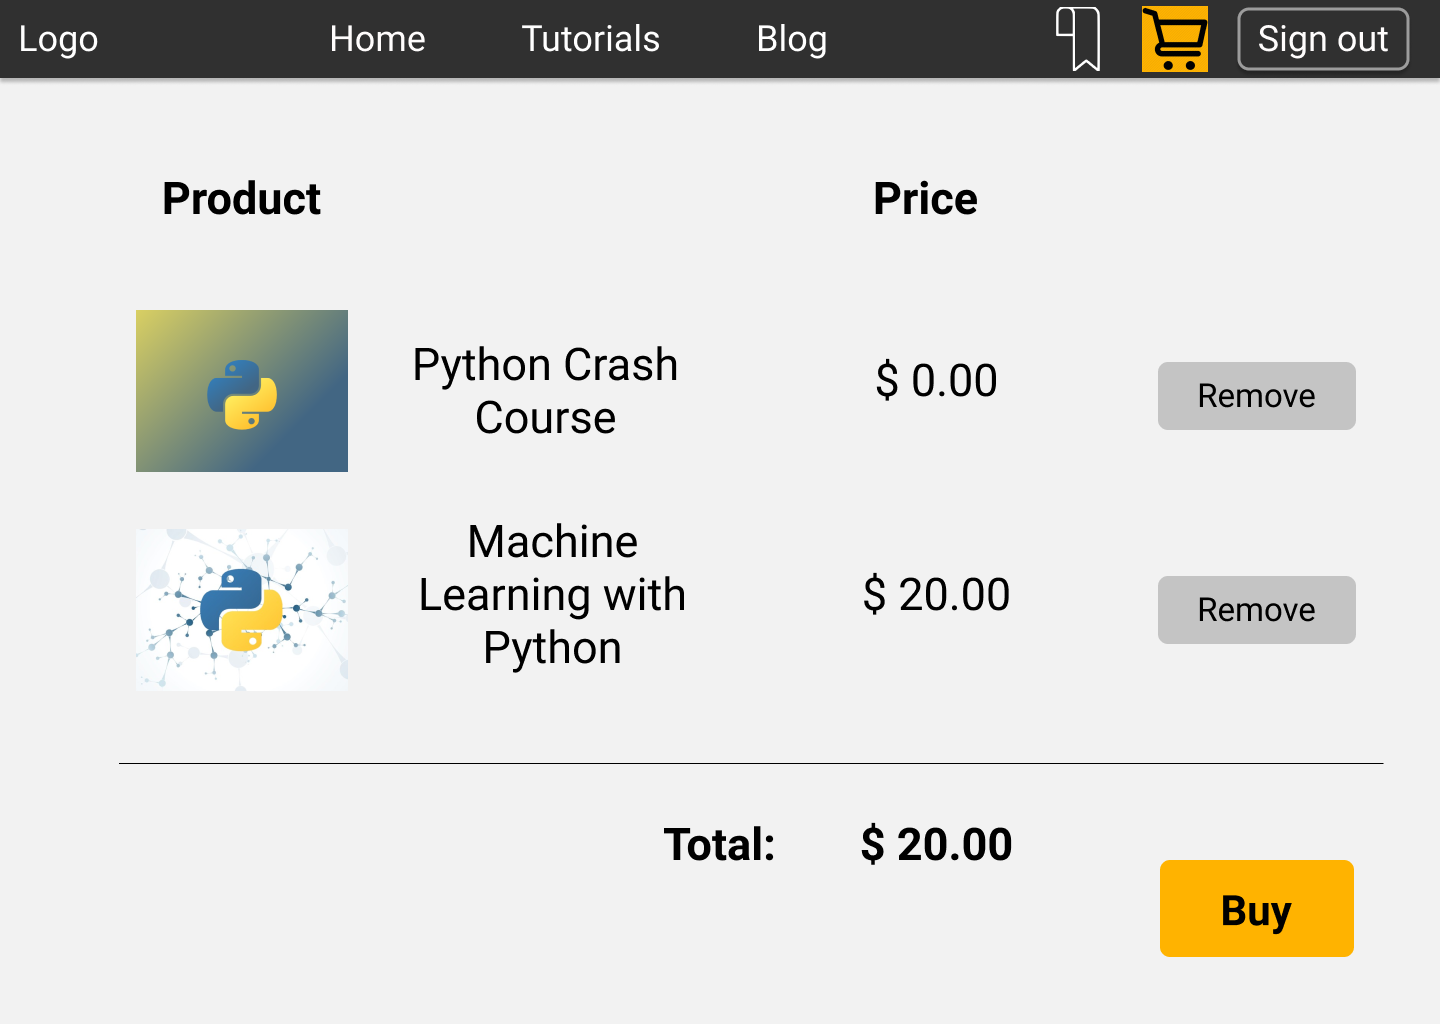 Logo Home Tutorials Blog Sign out
Product Price
Python Crash
Course
$ 0.00
Remove
Machine
Learning with
Python
$ 20.00
Remove
Total: $ 20.00
Buy